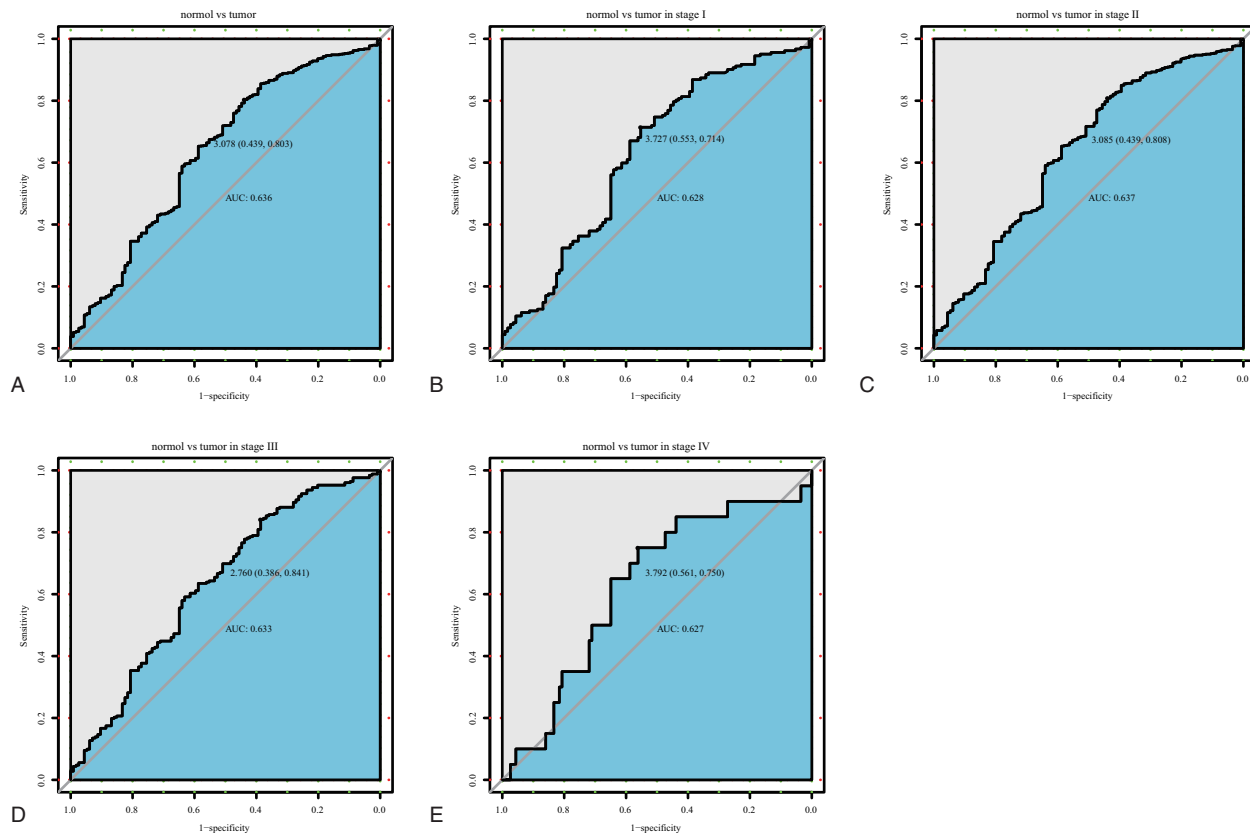 normol vs tumor
1.0
0.8
0.6
0.4
0.2
0.0
Sensitivity
3.078 (0.439, 0.803)
AUC: 0.636
1.0 0.8 0.6 0.4 0.2 0.0
1−specificity
A
normol vs tumor in stage I
1.0
0.8
0.6
0.4
0.2
0.0
Sensitivity
3.727 (0.553, 0.714)
AUC: 0.628
1.0 0.8 0.6 0.4 0.2 0.0
1−specificity
B
normol vs tumor in stage II
1.0
0.8
0.6
0.4
0.2
0.0
Sensitivity
3.085 (0.439, 0.808)
AUC: 0.637
1.0 0.8 0.6 0.4 0.2 0.0
1−specificity
C
normol vs tumor in stage III
1.0
0.8
0.6
0.4
0.2
0.0
Sensitivity
2.760 (0.386, 0.841)
AUC: 0.633
1.0 0.8 0.6 0.4 0.2 0.0
1−specificity
D
normol vs tumor in stage IV
1.0
0.8
0.6
0.4
0.2
0.0
Sensitivity
3.792 (0.561, 0.750)
AUC: 0.627
1.0 0.8 0.6 0.4 0.2 0.0
1−specificity
E